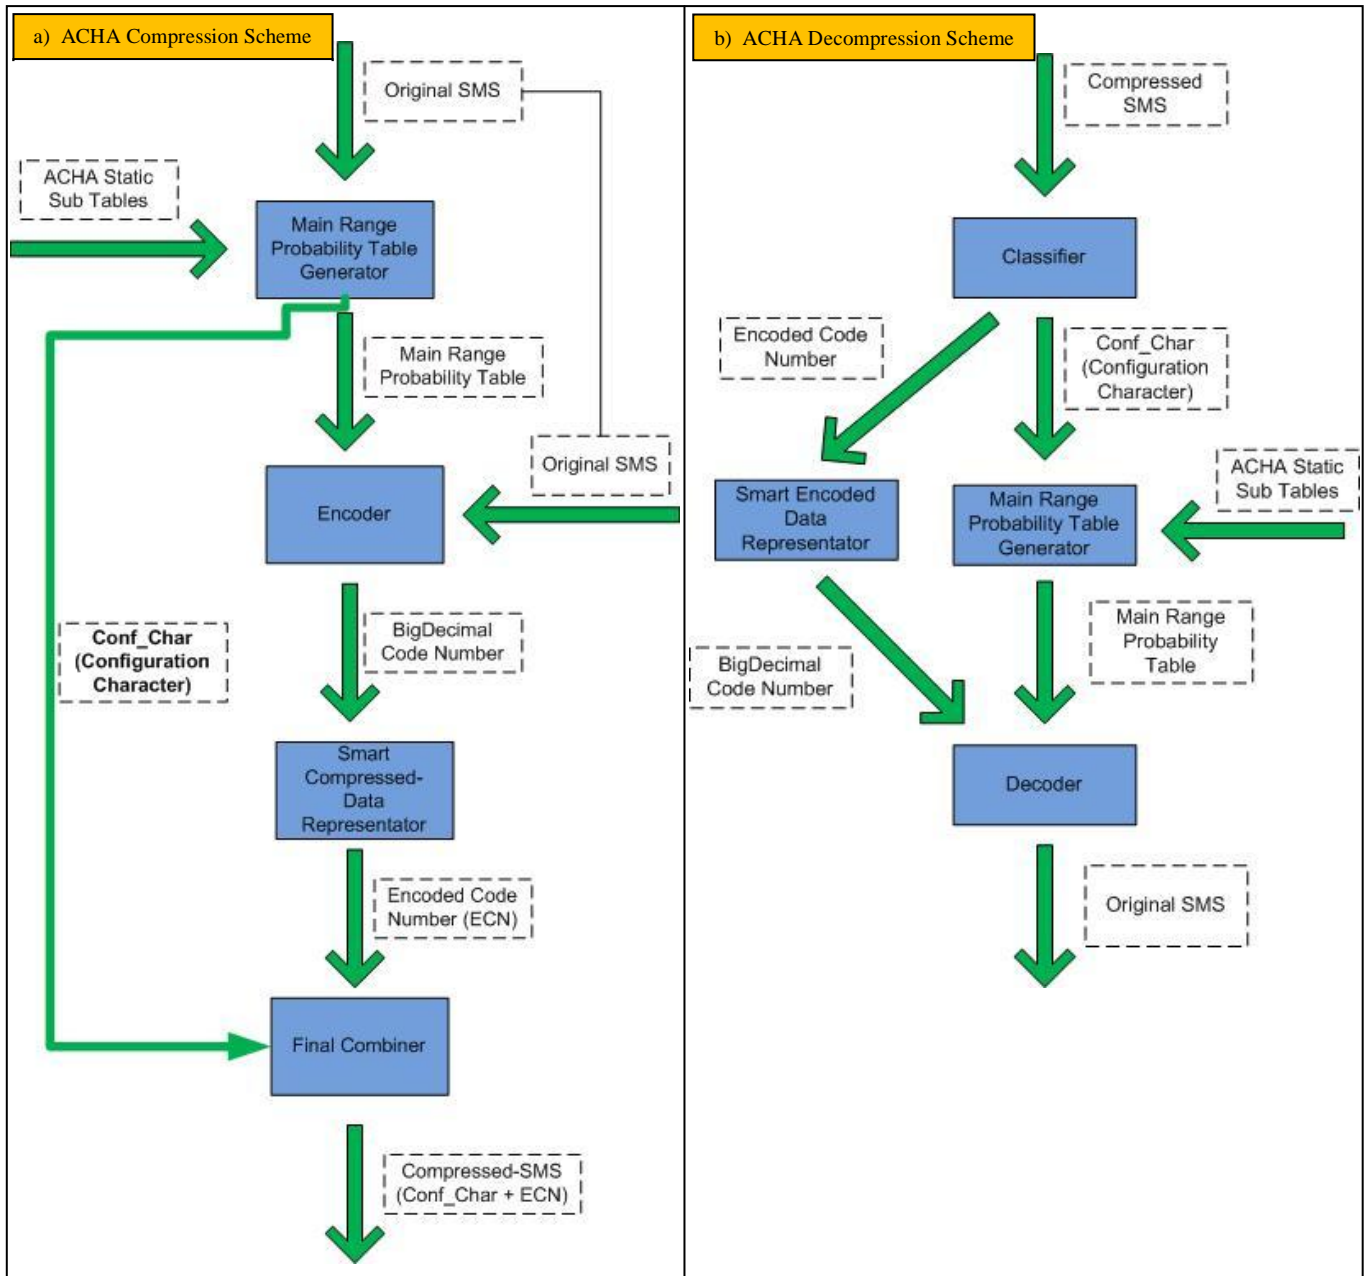 a) ACHA Compression Scheme
Original SMS
ACHA Static
Sub Tables
Main Range
Probability Table
Generator
Main Range
Probability Table
Original SMS
Encoder
Conf_Char
(Configuration
Character)
BigDecimal
Code Number
Smart
Compressed-
Data
Representator
Encoded Code
Number (ECN)
Final Combiner
Compressed-SMS
(Conf_Char + ECN)
b) ACHA Decompression Scheme
Compressed
SMS
Classifier
Encoded Code
Number
Conf_Char
(Configuration
Character)
ACHA Static
Sub Tables
Smart Encoded
Data
Representator
Main Range
Probability Table
Generator
BigDecimal
Code Number
Main Range
Probability
Table
Decoder
Original SMS